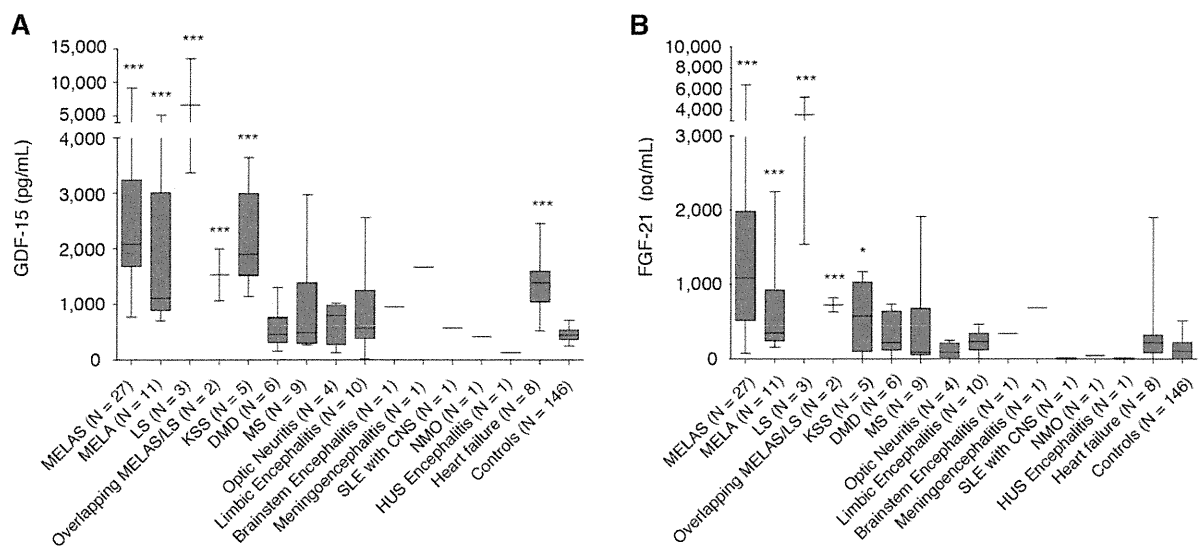 A
15,000
10,000
5,000
4,000
3,000
2,000
1,000
0
GDF-15 (pg/mL)
***
***
***
***
***
***
MELAS (N = 27)
MELA (N = 11)
LS (N = 3)
Overlapping MELAS/LS (N = 2)
KSS (N = 5)
DMD (N = 6)
MS (N = 9)
Optic Neuritis (N = 4)
Limbic Encephalitis (N = 10)
Brainstem Encephalitis (N = 1)
Meningoencephalitis (N = 1)
SLE with CNS (N = 1)
NMO (N = 1)
HUS Encephalitis (N = 1)
Heart failure (N = 8)
Controls (N = 146)
B
10,000
8,000
6,000
4,000
3,000
2,000
1,000
0
FGF-21 (pg/mL)
***
***
***
***
*
MELAS (N = 27)
MELA (N = 11)
LS (N = 3)
Overlapping MELAS/LS (N = 2)
KSS (N = 5)
DMD (N = 6)
MS (N = 9)
Optic Neuritis (N = 4)
Limbic Encephalitis (N = 10)
Brainstem Encephalitis (N = 1)
Meningoencephalitis (N = 1)
SLE with CNS (N = 1)
NMO (N = 1)
HUS Encephalitis (N = 1)
Heart failure (N = 8)
Controls (N = 146)